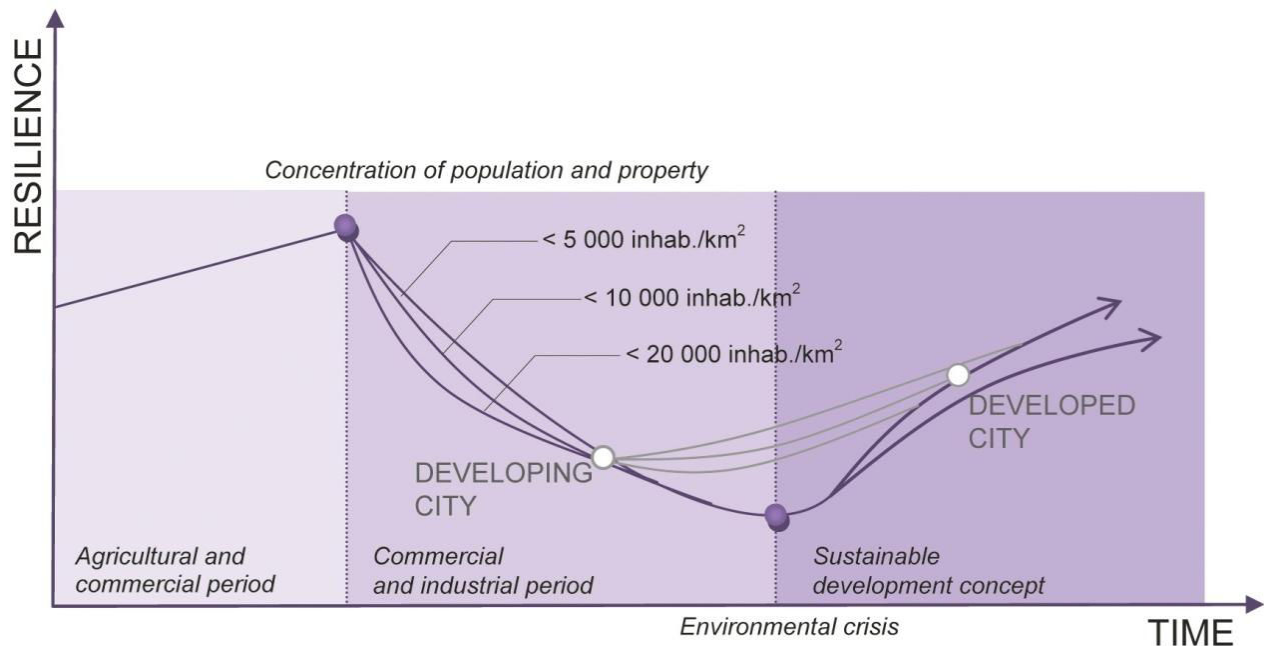 RESILIENCE
Concentration of population and property
< 5 000 inhab./km²
< 10 000 inhab./km²
< 20 000 inhab./km²
DEVELOPING
CITY
DEVELOPED
CITY
Agricultural and
commercial period
Commercial
and industrial period
Sustainable
development concept
Environmental crisis
TIME